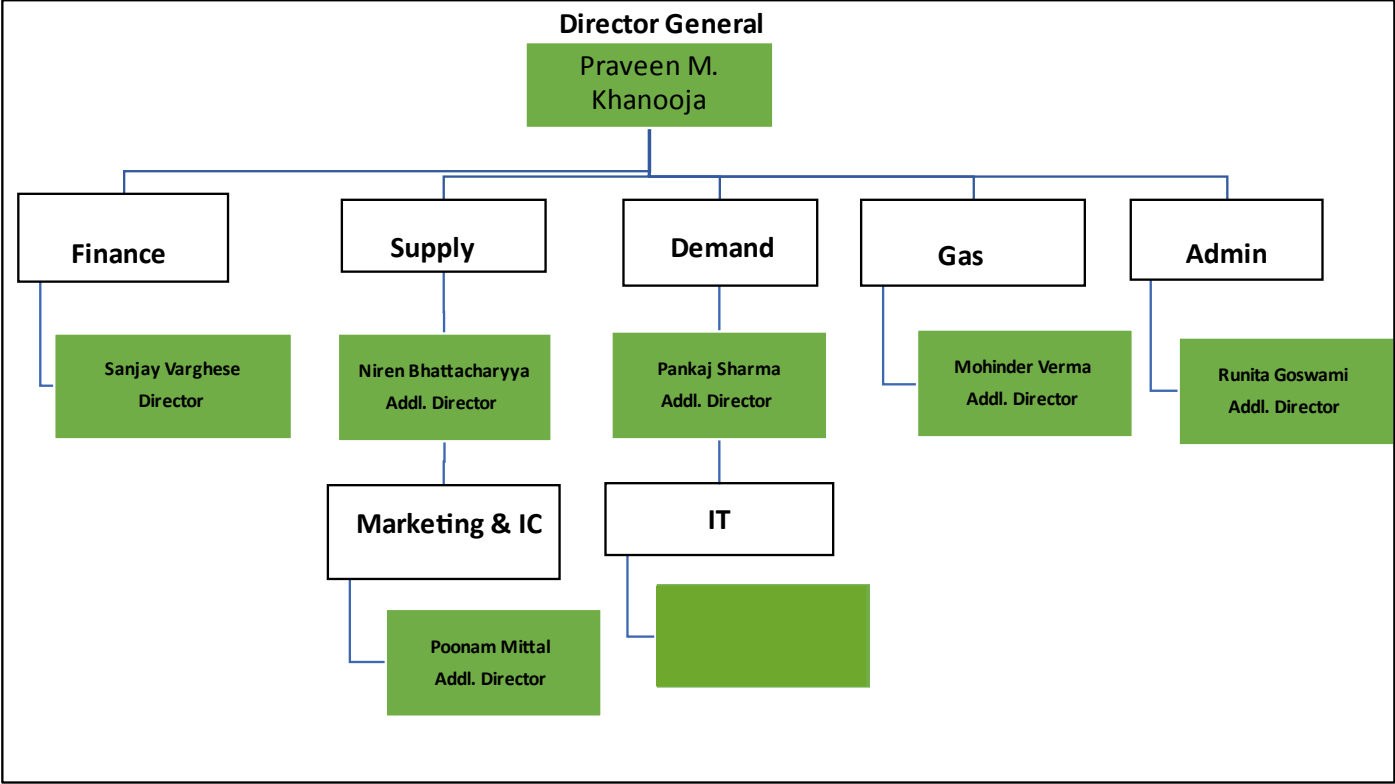 Director General
Praveen M.
Khanooja
Finance
Supply
Demand
Gas
Admin
Sanjay Varghese
Director
Niren Bhattacharyya
Addl. Director
Pankaj Sharma
Addl. Director
Mohinder Verma
Addl. Director
Runita Goswami
Addl. Director
Marketing & IC
IT
Poonam Mittal
Addl. Director